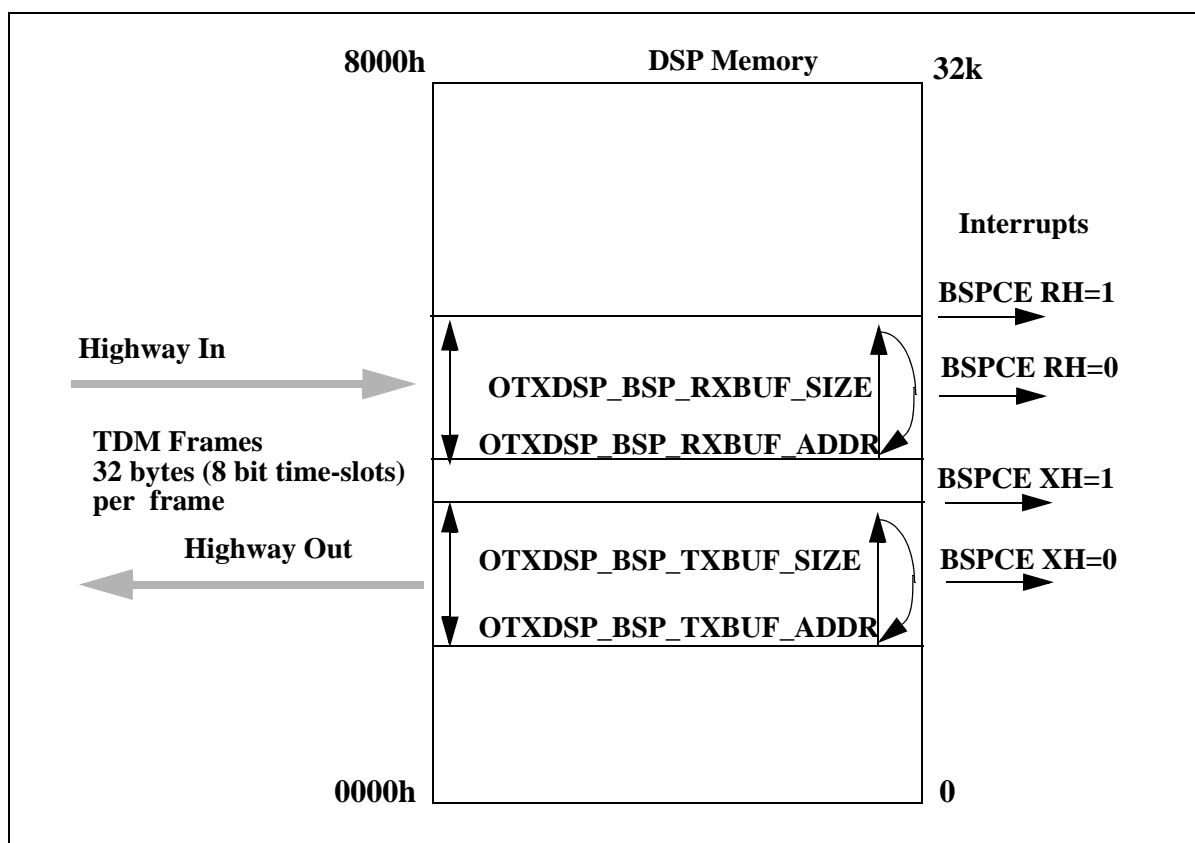 8000h
DSP Memory
32k
Interrupts
BSPCE RH=1
Highway In
BSPCE RH=0
OTXDSP_BSP_RXBUF_SIZE
TDM Frames
32 bytes (8 bit time-slots)
per frame
OTXDSP_BSP_RXBUF_ADDR
BSPCE XH=1
Highway Out
OTXDSP_BSP_TXBUF_SIZE
BSPCE XH=0
OTXDSP_BSP_TXBUF_ADDR
0000h
0